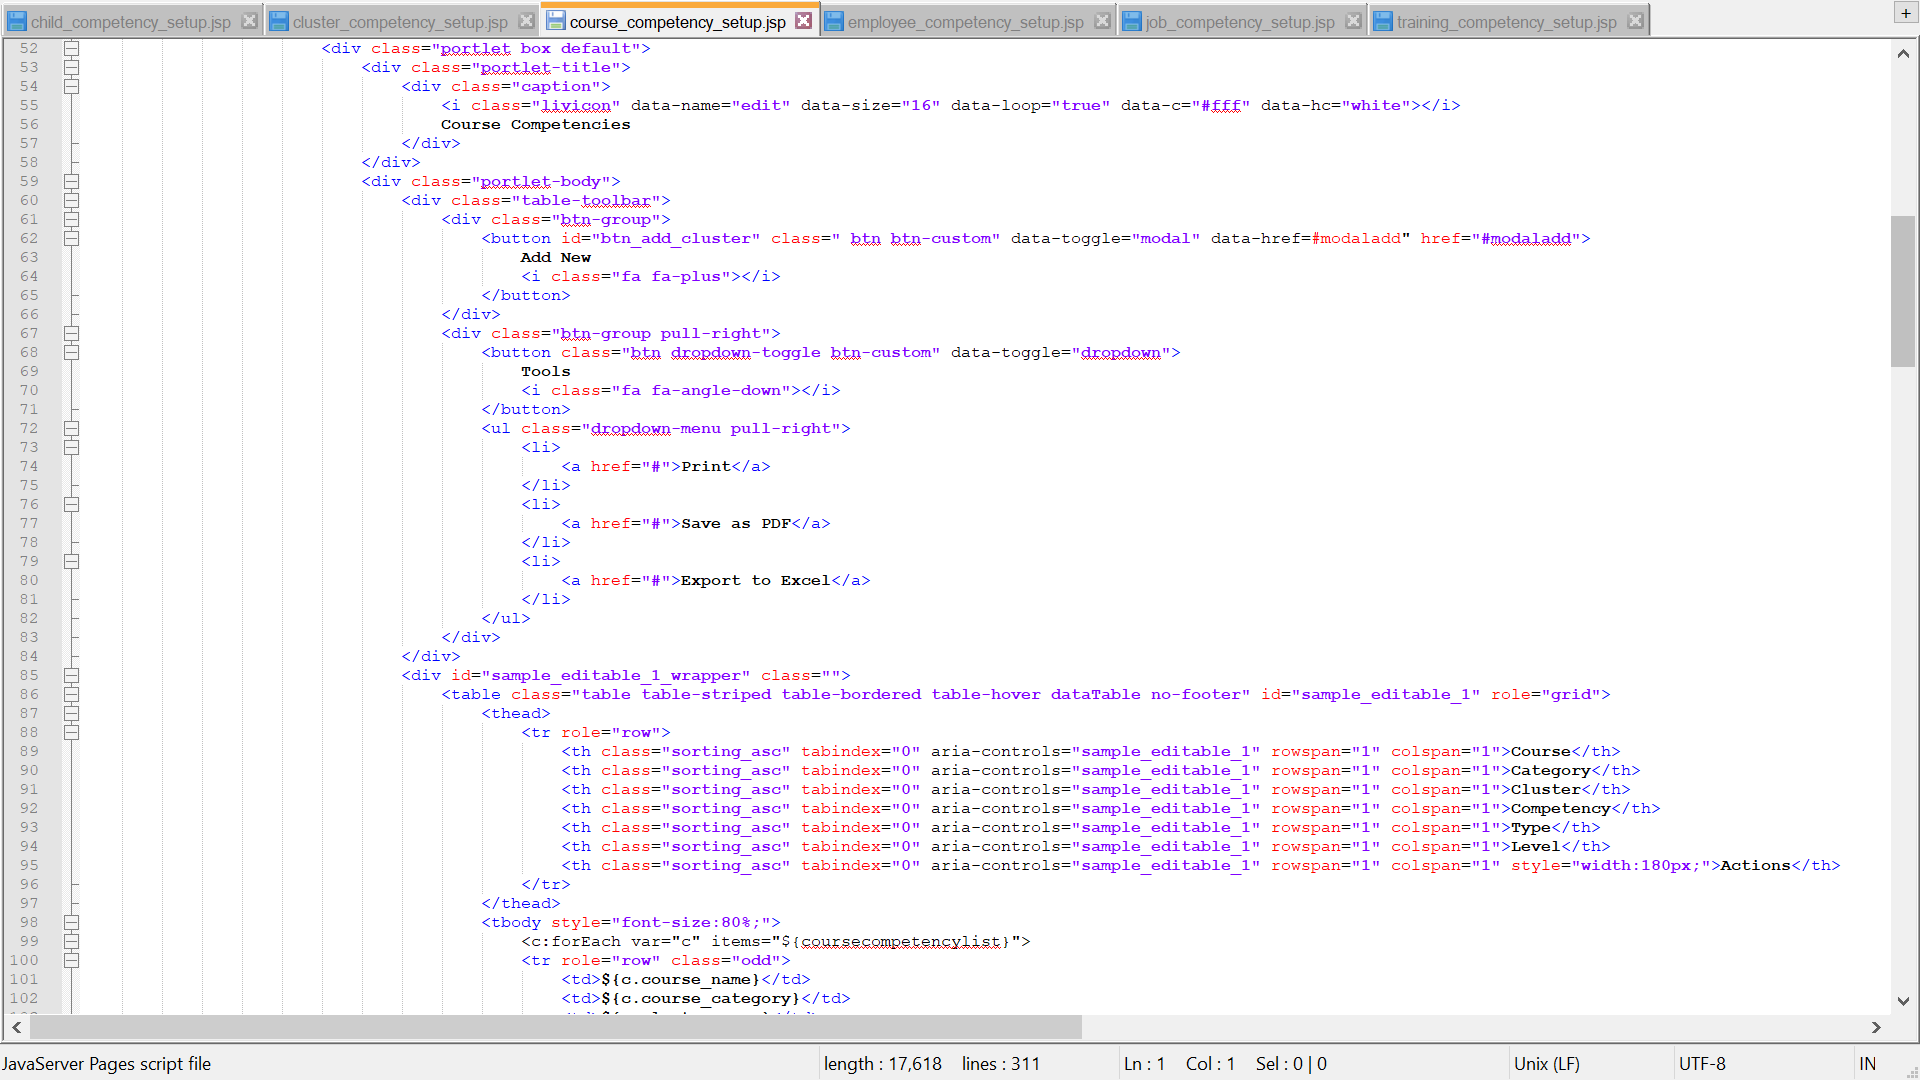 child_competency_setup.jsp cluster_competency_setup.jsp course_competency_setup.jsp employee_competency_setup.jsp job_competency_setup.jsp training_competency_setup.jsp +
52 <div class="portlet box default">
53 <div class="portlet-title">
54 <div class="caption">
55 <i class="livicon" data-name="edit" data-size="16" data-loop="true" data-c="#fff" data-hc="white"></i>
56 Course Competencies
57 </div>
58 </div>
59 <div class="portlet-body">
60 <div class="table-toolbar">
61 <div class="btn-group">
62 <button id="btn_add_cluster" class=" btn btn-custom" data-toggle="modal" data-href=#modaladd" href="#modaladd">
63 Add New
64 <i class="fa fa-plus"></i>
65 </button>
66 </div>
67 <div class="btn-group pull-right">
68 <button class="btn dropdown-toggle btn-custom" data-toggle="dropdown">
69 Tools
70 <i class="fa fa-angle-down"></i>
71 </button>
72 <ul class="dropdown-menu pull-right">
73 <li>
74 <a href="#">Print</a>
75 </li>
76 <li>
77 <a href="#">Save as PDF</a>
78 </li>
79 <li>
80 <a href="#">Export to Excel</a>
81 </li>
82 </ul>
83 </div>
84 </div>
85 <div id="sample_editable_1_wrapper" class="">
86 <table class="table table-striped table-bordered table-hover dataTable no-footer" id="sample_editable_1" role="grid">
87 <thead>
88 <tr role="row">
89 <th class="sorting_asc" tabindex="0" aria-controls="sample_editable_1" rowspan="1" colspan="1">Course</th>
90 <th class="sorting_asc" tabindex="0" aria-controls="sample_editable_1" rowspan="1" colspan="1">Category</th>
91 <th class="sorting_asc" tabindex="0" aria-controls="sample_editable_1" rowspan="1" colspan="1">Cluster</th>
92 <th class="sorting_asc" tabindex="0" aria-controls="sample_editable_1" rowspan="1" colspan="1">Competency</th>
93 <th class="sorting_asc" tabindex="0" aria-controls="sample_editable_1" rowspan="1" colspan="1">Type</th>
94 <th class="sorting_asc" tabindex="0" aria-controls="sample_editable_1" rowspan="1" colspan="1">Level</th>
95 <th class="sorting_asc" tabindex="0" aria-controls="sample_editable_1" rowspan="1" colspan="1" style="width:180px;">Actions</th>
96 </tr>
97 </thead>
98 <tbody style="font-size:80%;">
99 <c:forEach var="c" items="${coursecompetencylist}">
100 <tr role="row" class="odd">
101 <td>${c.course_name}</td>
102 <td>${c.course_category}</td>
JavaServer Pages script file length : 17,618 lines : 311 Ln : 1 Col : 1 Sel : 0 | 0 Unix (LF) UTF-8 IN